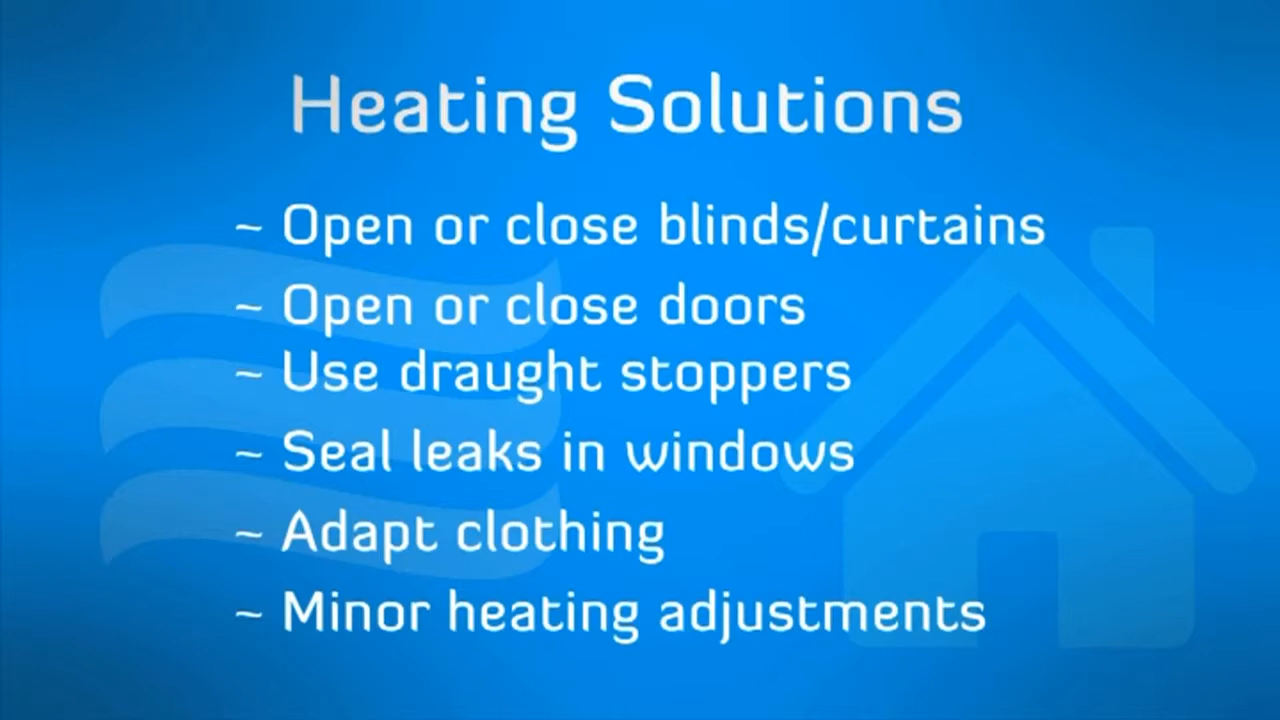 Heating Solutions
~ Open or close blinds/curtains
~ Open or close doors
~ Use draught stoppers
~ Seal leaks in windows
~ Adapt clothing
~ Minor heating adjustments